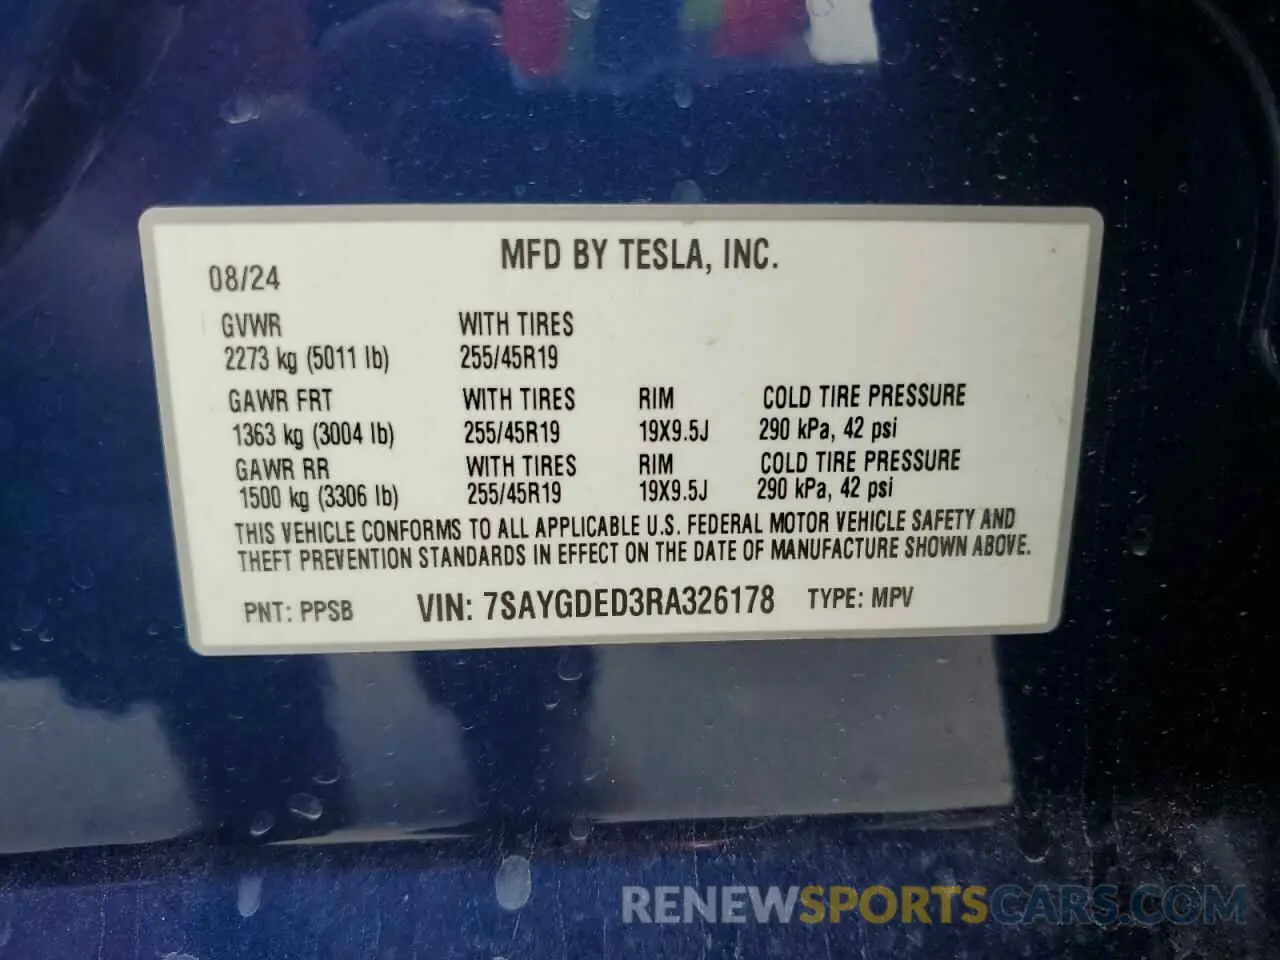 MFD BY TESLA, INC.
08/24
GVWR WITH TIRES
2273 kg (5011 lb) 255/45R19
GAWR FRT WITH TIRES RIM COLD TIRE PRESSURE
1363 kg (3004 lb) 255/45R19 19X9.5J 290 kPa, 42 psi
GAWR RR WITH TIRES RIM COLD TIRE PRESSURE
1500 kg (3306 lb) 255/45R19 19X9.5J 290 kPa, 42 psi
THIS VEHICLE CONFORMS TO ALL APPLICABLE U.S. FEDERAL MOTOR VEHICLE SAFETY AND
THEFT PREVENTION STANDARDS IN EFFECT ON THE DATE OF MANUFACTURE SHOWN ABOVE.
PNT: PPSB VIN: 7SAYGDED3RA326178 TYPE: MPV
RENEWSPORTSCARS.COM